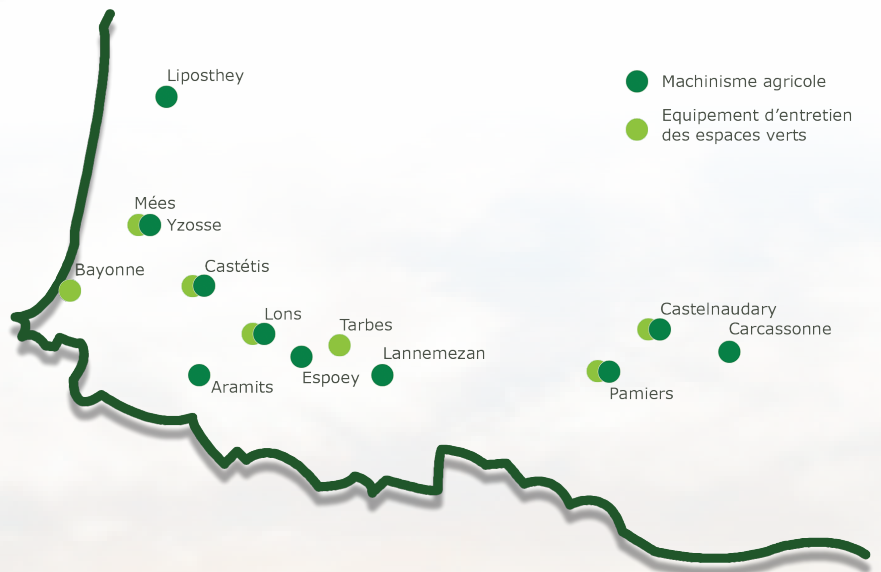 Liposthey
Machinisme agricole
Equipement d’entretien
des espaces verts
Mées
Yzosse
Bayonne
Castétis
Lons
Tarbes
Castelnaudary
Carcassonne
Lannemezan
Espoey
Aramits
Pamiers